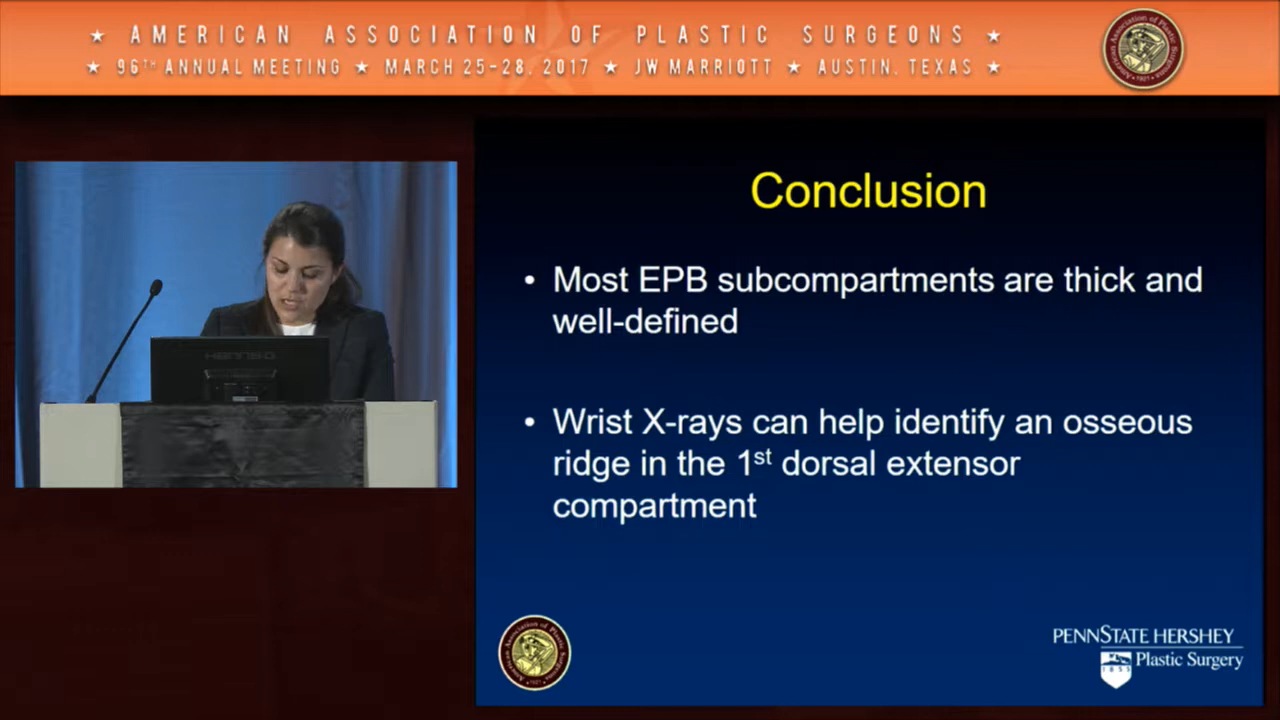 ★ AMERICAN ASSOCIATION OF PLASTIC SURGEONS ★
★ 96TH ANNUAL MEETING ★ MARCH 25-28, 2017 ★ JW MARRIOTT ★ AUSTIN, TEXAS ★
Conclusion
• Most EPB subcompartments are thick and
well-defined
• Wrist X-rays can help identify an osseous
ridge in the 1st dorsal extensor
compartment
PENNSTATE HERSHEY
Plastic Surgery
1855